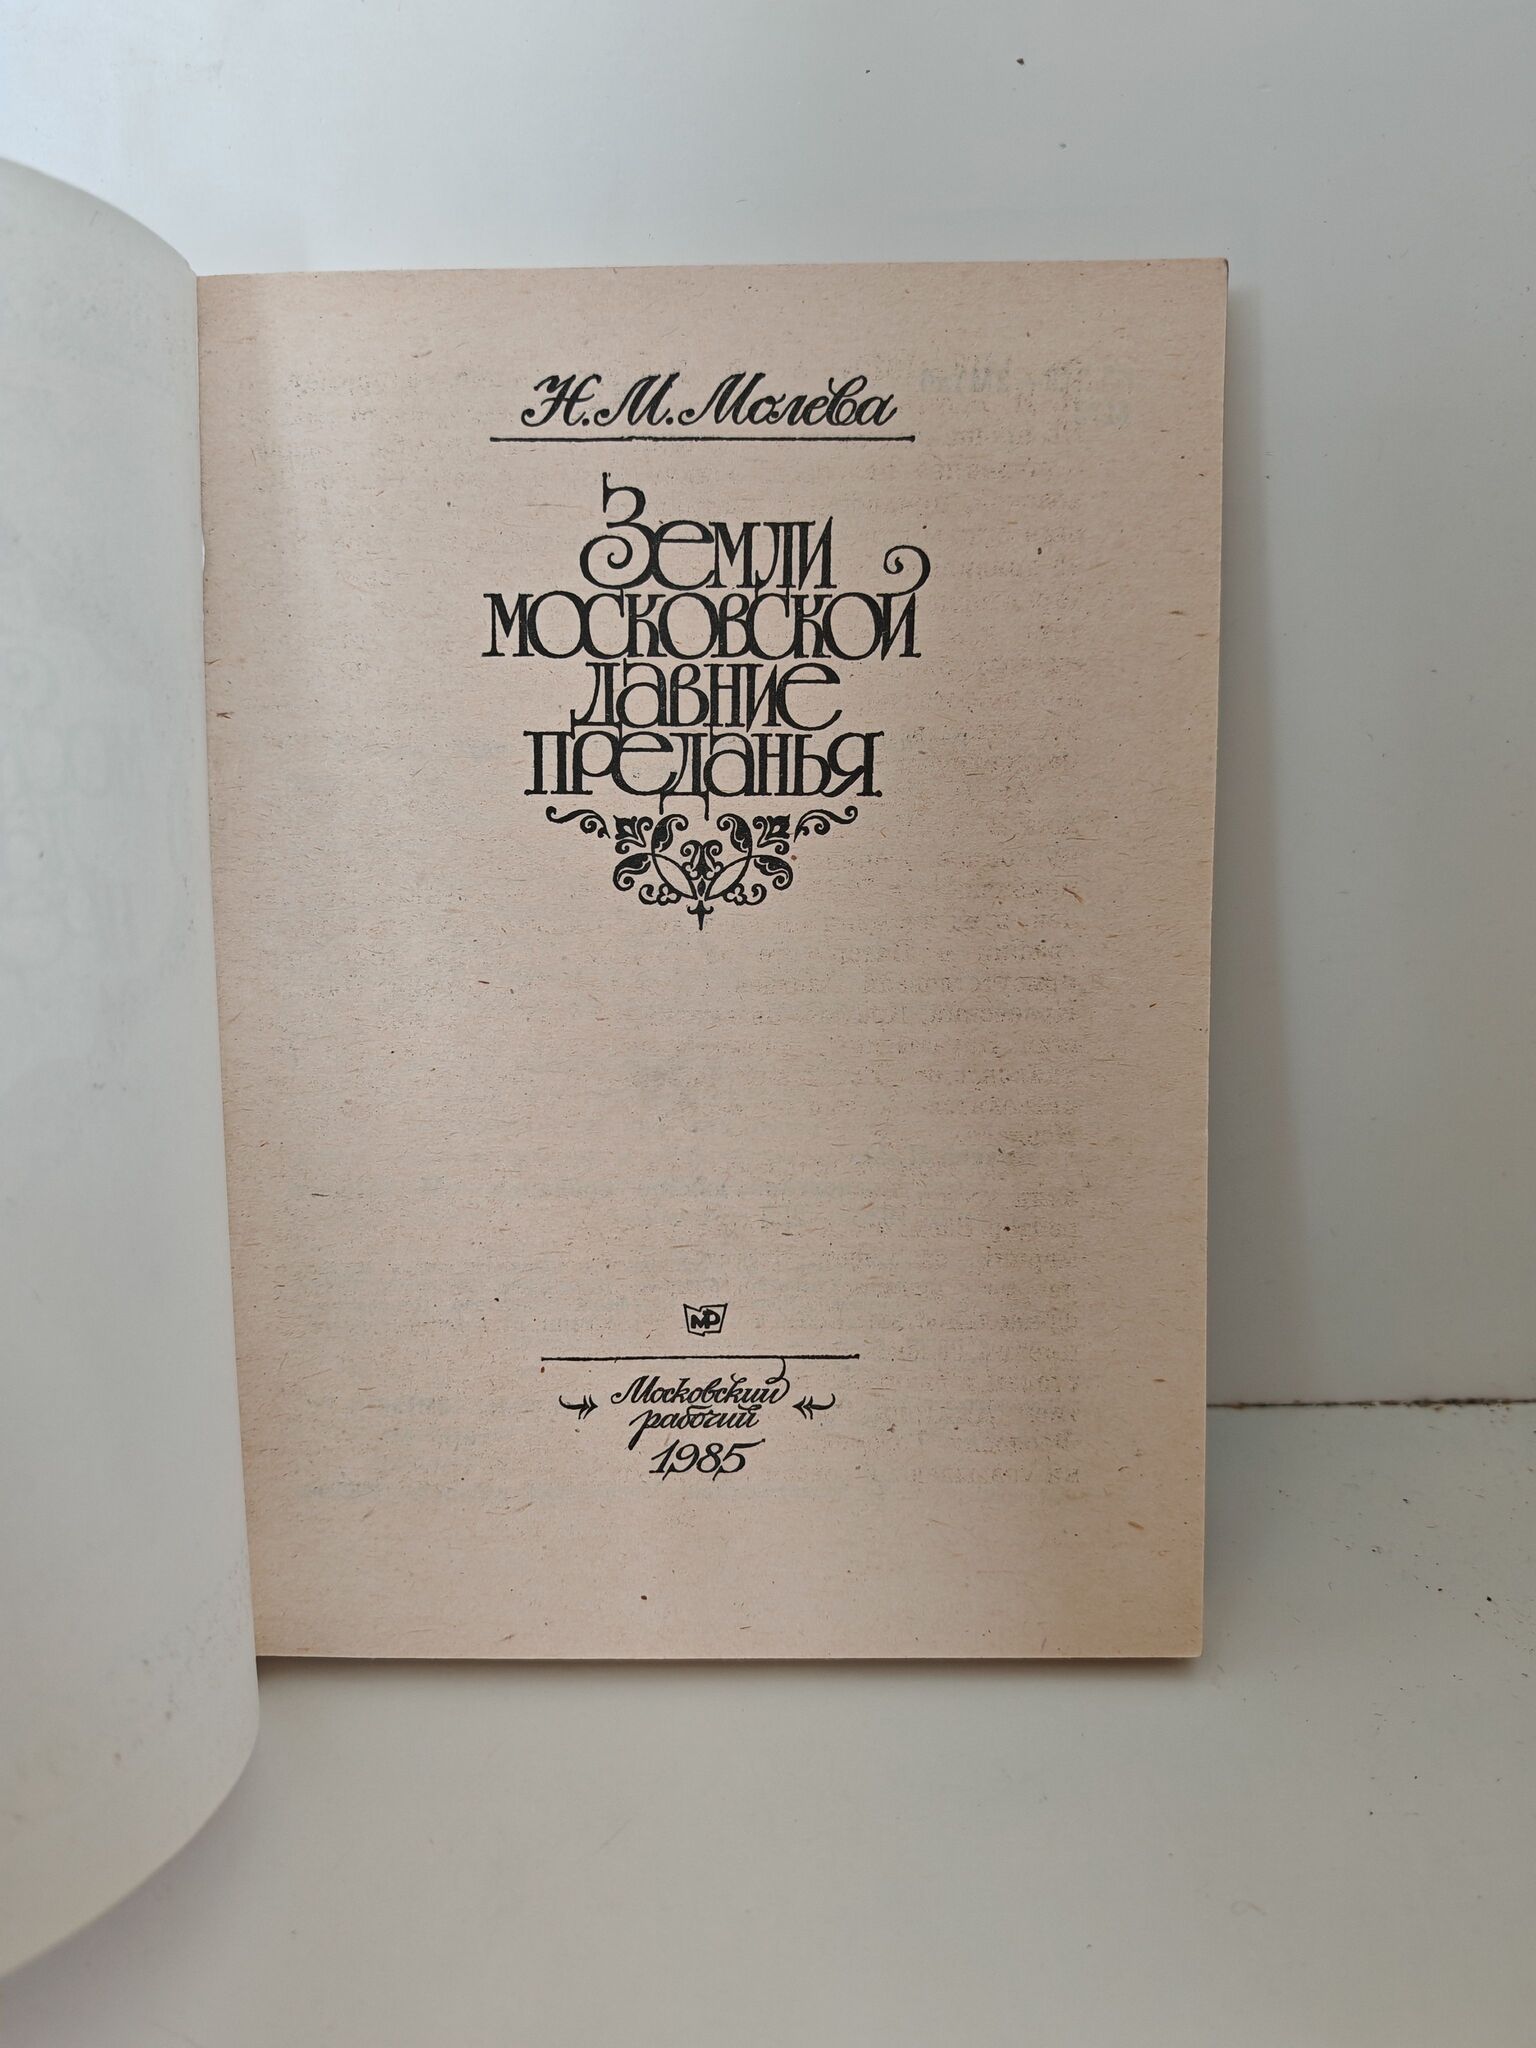 Н. М. Молева
Земли
московской
давние
преданья
МР
Московский
рабочий
1985